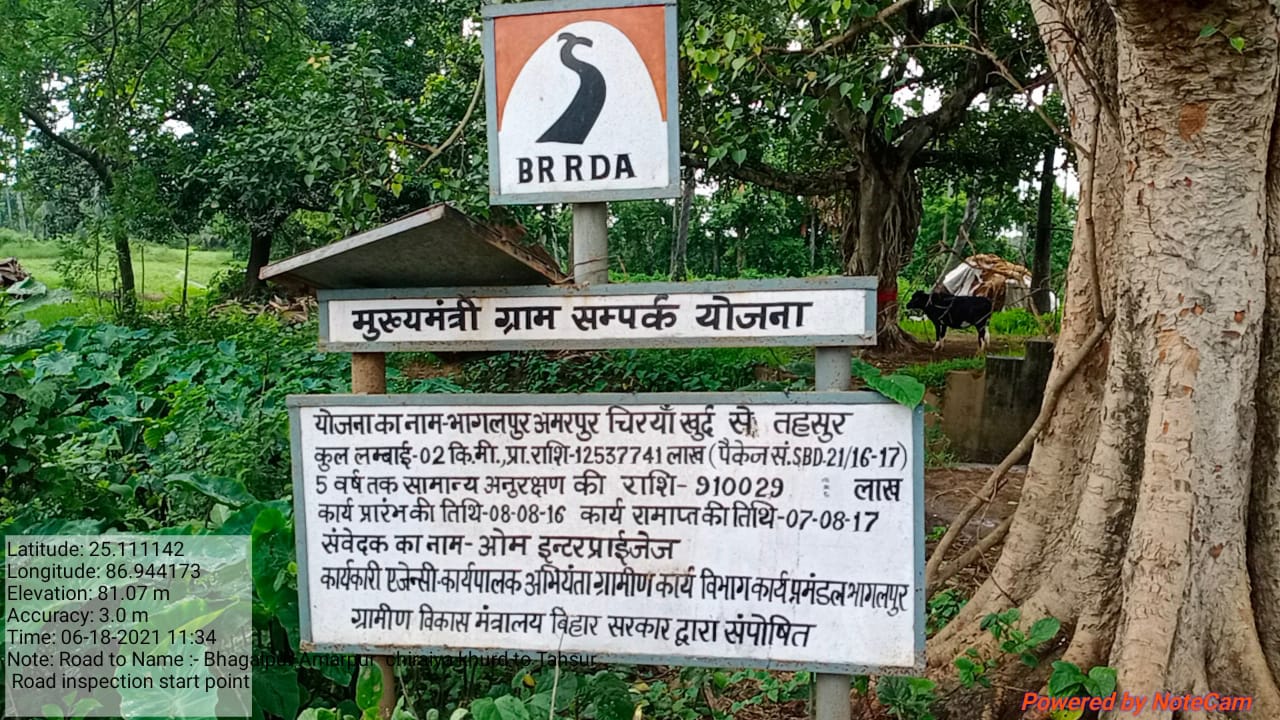 BRRDA
मुख्यमंत्री ग्राम सम्पर्क योजना
योजना का नाम-भागलपुर अमरपुर चिरयाँ खुर्द से तहसुर
कुल लम्बाई-02 कि.मी.,प्रा.राशि-12537741 लाख (पैकेज सं.SBD.21/16-17)
5 वर्ष तक सामान्य अनुरक्षण की राशि- 910029 लाख
कार्य प्रारंभ की तिथि-08-08-16 कार्य रामाप्त की तिथि-07-08-17
संवेदक का नाम- ओम इन्टरप्राईजेज
कार्यकारी एजेन्सी-कार्यपालक अभियंता ग्रामीण कार्य विभाग कार्य प्रमंडल भागलपुर
ग्रामीण विकास मंत्रालय बिहार सरकार द्वारा संपोषित
Latitude: 25.111142
Longitude: 86.944173
Elevation: 81.07 m
Accuracy: 3.0 m
Time: 06-18-2021 11:34
Note: Road to Name :- Bhagalpur Amarpur chiraiya khurd to Tahsur
Road inspection start point
Powered by NoteCam